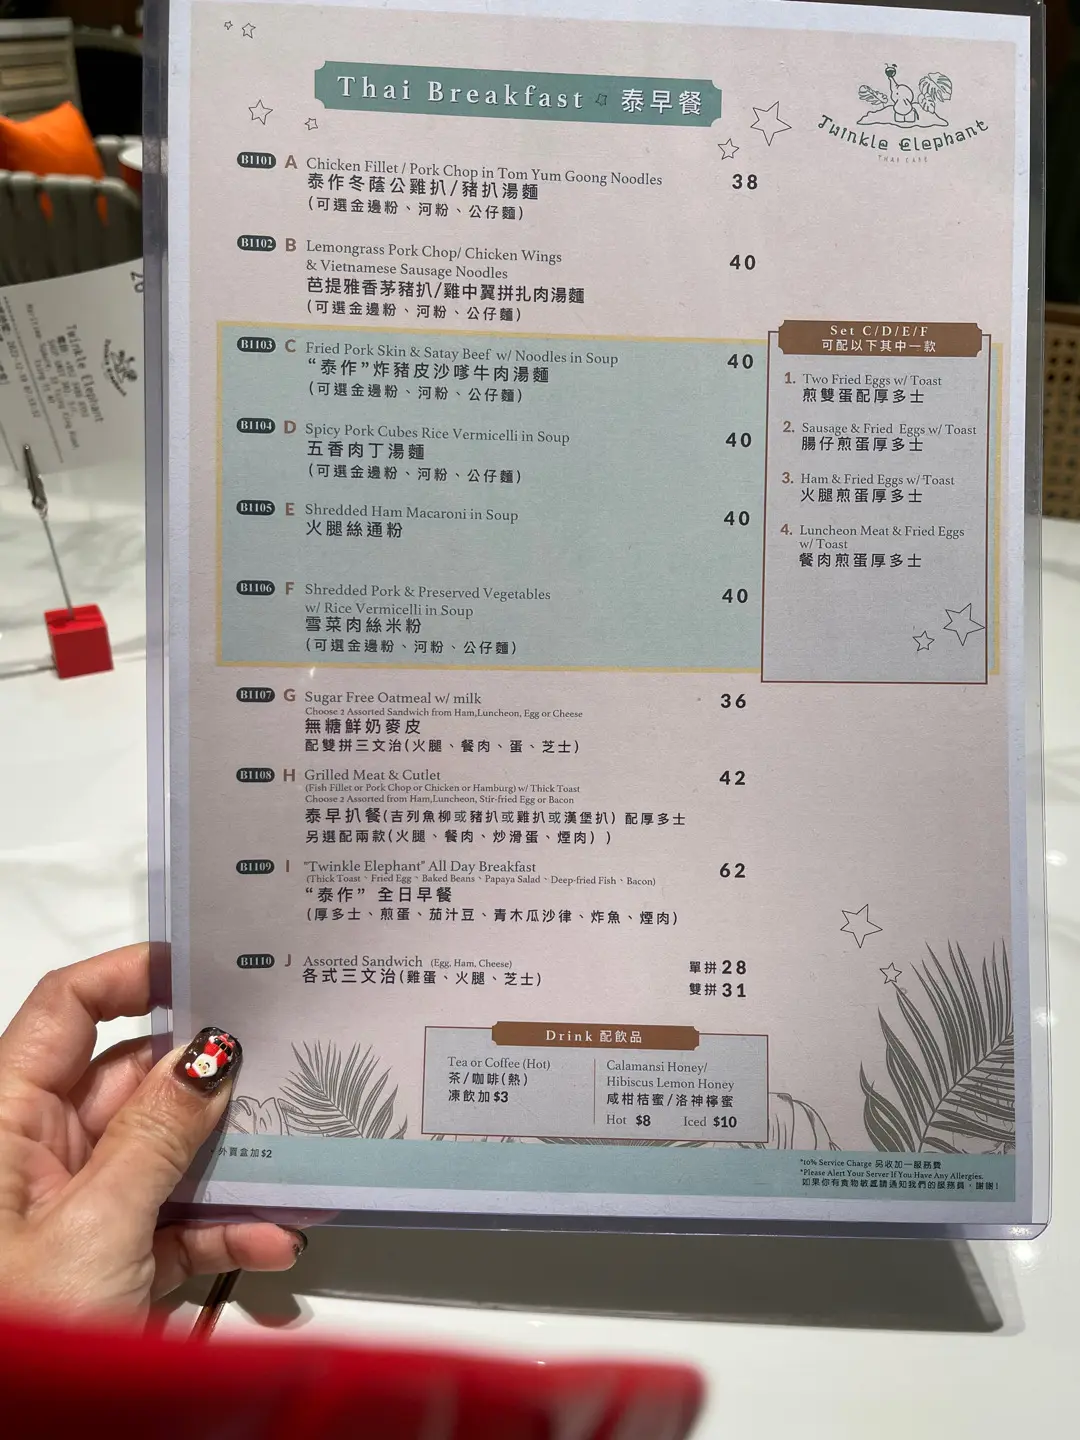 Thai Breakfast 泰早餐
Twinkle Elephant
THAI CAFE
B1101 A Chicken Fillet / Pork Chop in Tom Yum Goong Noodles 38
泰作冬蔭公雞扒/豬扒湯麵
(可選金邊粉、河粉、公仔麵)
B1102 B Lemongrass Pork Chop/ Chicken Wings 40
& Vietnamese Sausage Noodles
芭提雅香茅豬扒/雞中翼拼扎肉湯麵
(可選金邊粉、河粉、公仔麵)
B1103 C Fried Pork Skin & Satay Beef w/ Noodles in Soup 40
“泰作”炸豬皮沙嗲牛肉湯麵
(可選金邊粉、河粉、公仔麵)
B1104 D Spicy Pork Cubes Rice Vermicelli in Soup 40
五香肉丁湯麵
(可選金邊粉、河粉、公仔麵)
B1105 E Shredded Ham Macaroni in Soup 40
火腿絲通粉
B1106 F Shredded Pork & Preserved Vegetables 40
w/ Rice Vermicelli in Soup
雪菜肉絲米粉
(可選金邊粉、河粉、公仔麵)
Set C/D/E/F
可配以下其中一款
1. Two Fried Eggs w/ Toast
煎雙蛋配厚多士
2. Sausage & Fried Eggs w/ Toast
腸仔煎蛋厚多士
3. Ham & Fried Eggs w/ Toast
火腿煎蛋厚多士
4. Luncheon Meat & Fried Eggs
w/ Toast
餐肉煎蛋厚多士
B1107 G Sugar Free Oatmeal w/ milk 36
Choose 2 Assorted Sandwich from Ham,Luncheon, Egg or Cheese
無糖鮮奶麥皮
配雙拼三文治(火腿、餐肉、蛋、芝士)
B1108 H Grilled Meat & Cutlet 42
(Fish Fillet or Pork Chop or Chicken or Hamburg) w/ Thick Toast
Choose 2 Assorted from Ham,Luncheon, Stir-fried Egg or Bacon
泰早扒餐(吉列魚柳或豬扒或雞扒或漢堡扒) 配厚多士
另選配兩款(火腿、餐肉、炒滑蛋、煙肉) )
B1109 I "Twinkle Elephant" All Day Breakfast 62
(Thick Toast、Fried Egg、Baked Beans、Papaya Salad、Deep-fried Fish、Bacon)
“泰作” 全日早餐
(厚多士、煎蛋、茄汁豆、青木瓜沙律、炸魚、煙肉)
B1110 J Assorted Sandwich (Egg, Ham, Cheese) 單拼 28
各式三文治(雞蛋、火腿、芝士) 雙拼 31
Drink 配飲品
Tea or Coffee (Hot)
茶/咖啡(熱)
凍飲加 $3
Calamansi Honey/
Hibiscus Lemon Honey
咸柑桔蜜/洛神檸蜜
Hot $8 Iced $10
· 外賣盒加$2
*10% Service Charge 另收加一服務費
*Please Alert Your Server If You Have Any Allergies.
如果你有食物敏感請通知我們的服務員，謝謝！
Twinkle Elephant